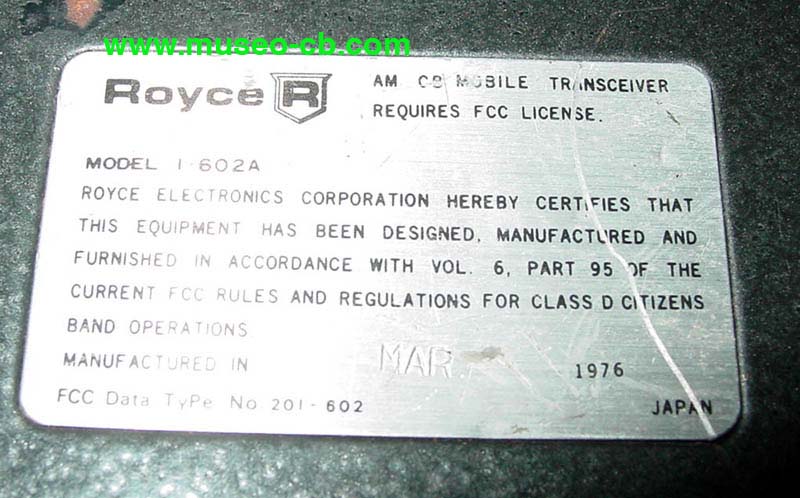 www.museo-cb.com
Royce R
AM CB MOBILE TRANSCEIVER
REQUIRES FCC LICENSE.
MODEL 1-602A
ROYCE ELECTRONICS CORPORATION HEREBY CERTIFIES THAT
THIS EQUIPMENT HAS BEEN DESIGNED, MANUFACTURED AND
FURNISHED IN ACCORDANCE WITH VOL. 6, PART 95 OF THE
CURRENT FCC RULES AND REGULATIONS FOR CLASS D CITIZENS
BAND OPERATIONS
MANUFACTURED IN MAR 1976
FCC Data TyPe No 201-602 JAPAN